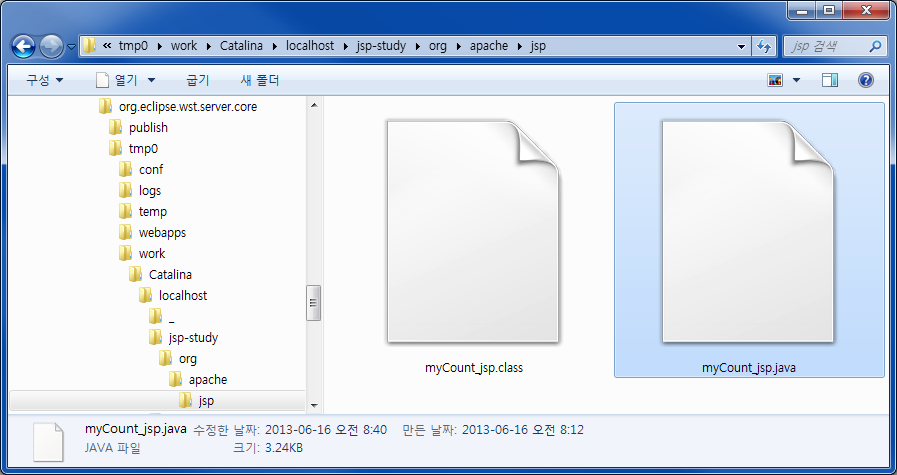 « tmp0 ▸ work ▸ Catalina ▸ localhost ▸ jsp-study ▸ org ▸ apache ▸ jsp
jsp 검색
구성 열기 굽기 새 폴더
org.eclipse.wst.server.core
publish
tmp0
conf
logs
temp
webapps
work
Catalina
localhost
_
jsp-study
org
apache
jsp
myCount_jsp.class
myCount_jsp.java
myCount_jsp.java 수정한 날짜: 2013-06-16 오전 8:40 만든 날짜: 2013-06-16 오전 8:12
JAVA 파일 크기: 3.24KB